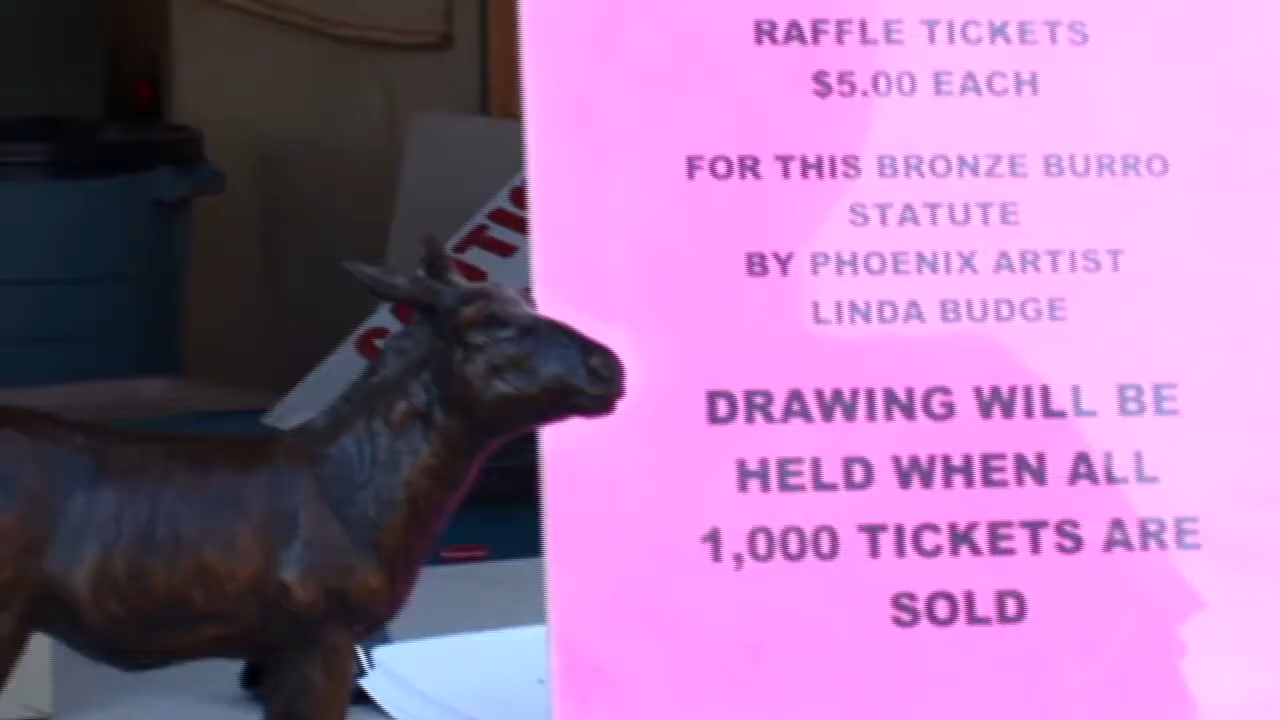 RAFFLE TICKETS
$5.00 EACH
FOR THIS BRONZE BURRO
STATUTE
BY PHOENIX ARTIST
LINDA BUDGE
DRAWING WILL BE
HELD WHEN ALL
1,000 TICKETS ARE
SOLD